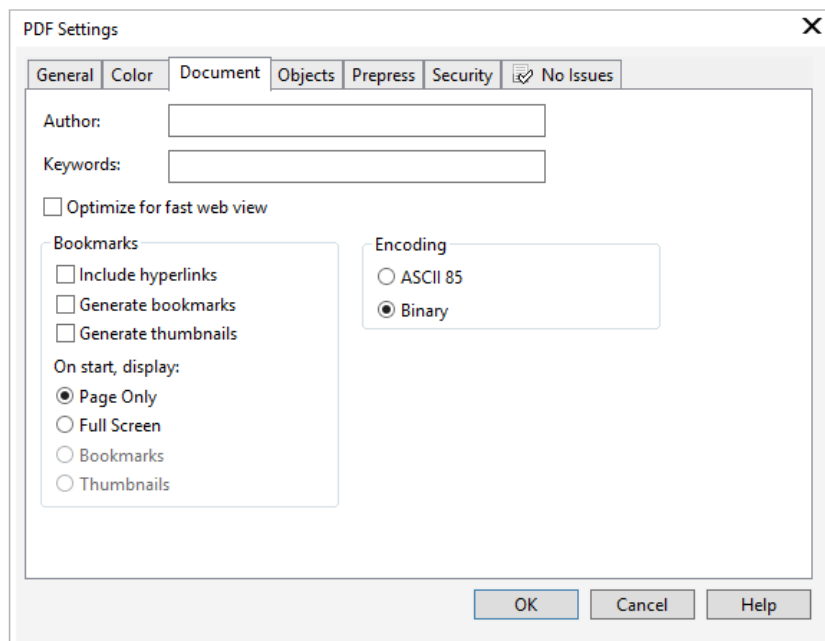 PDF Settings
General Color Document Objects Prepress Security No Issues
Author:
Keywords:
Optimize for fast web view
Bookmarks
Include hyperlinks
Generate bookmarks
Generate thumbnails
On start, display:
Page Only
Full Screen
Bookmarks
Thumbnails
Encoding
ASCII 85
Binary
OK Cancel Help